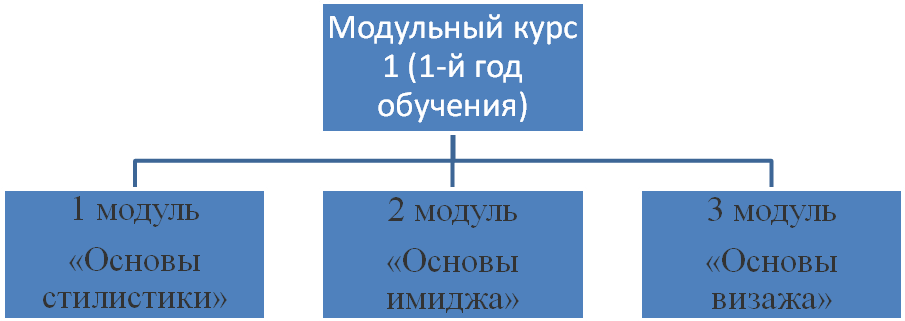 Модульный курс
1 (1-й год
обучения)
1 модуль
«Основы
стилистики»
2 модуль
«Основы
имиджа»
3 модуль
«Основы
визажа»